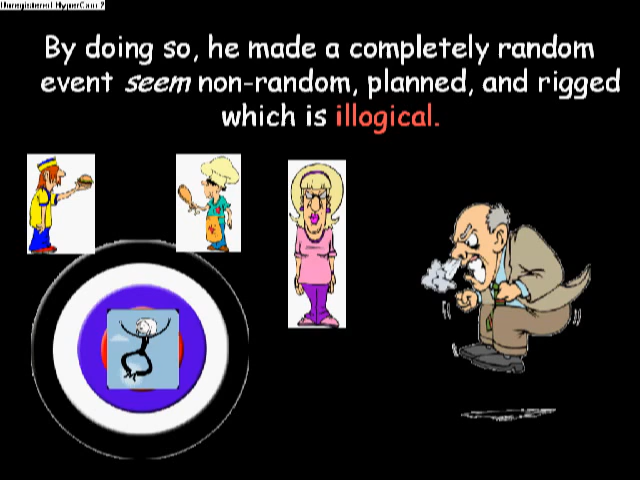 Unregistered HyperCam 2
By doing so, he made a completely random
event seem non-random, planned, and rigged
which is illogical.